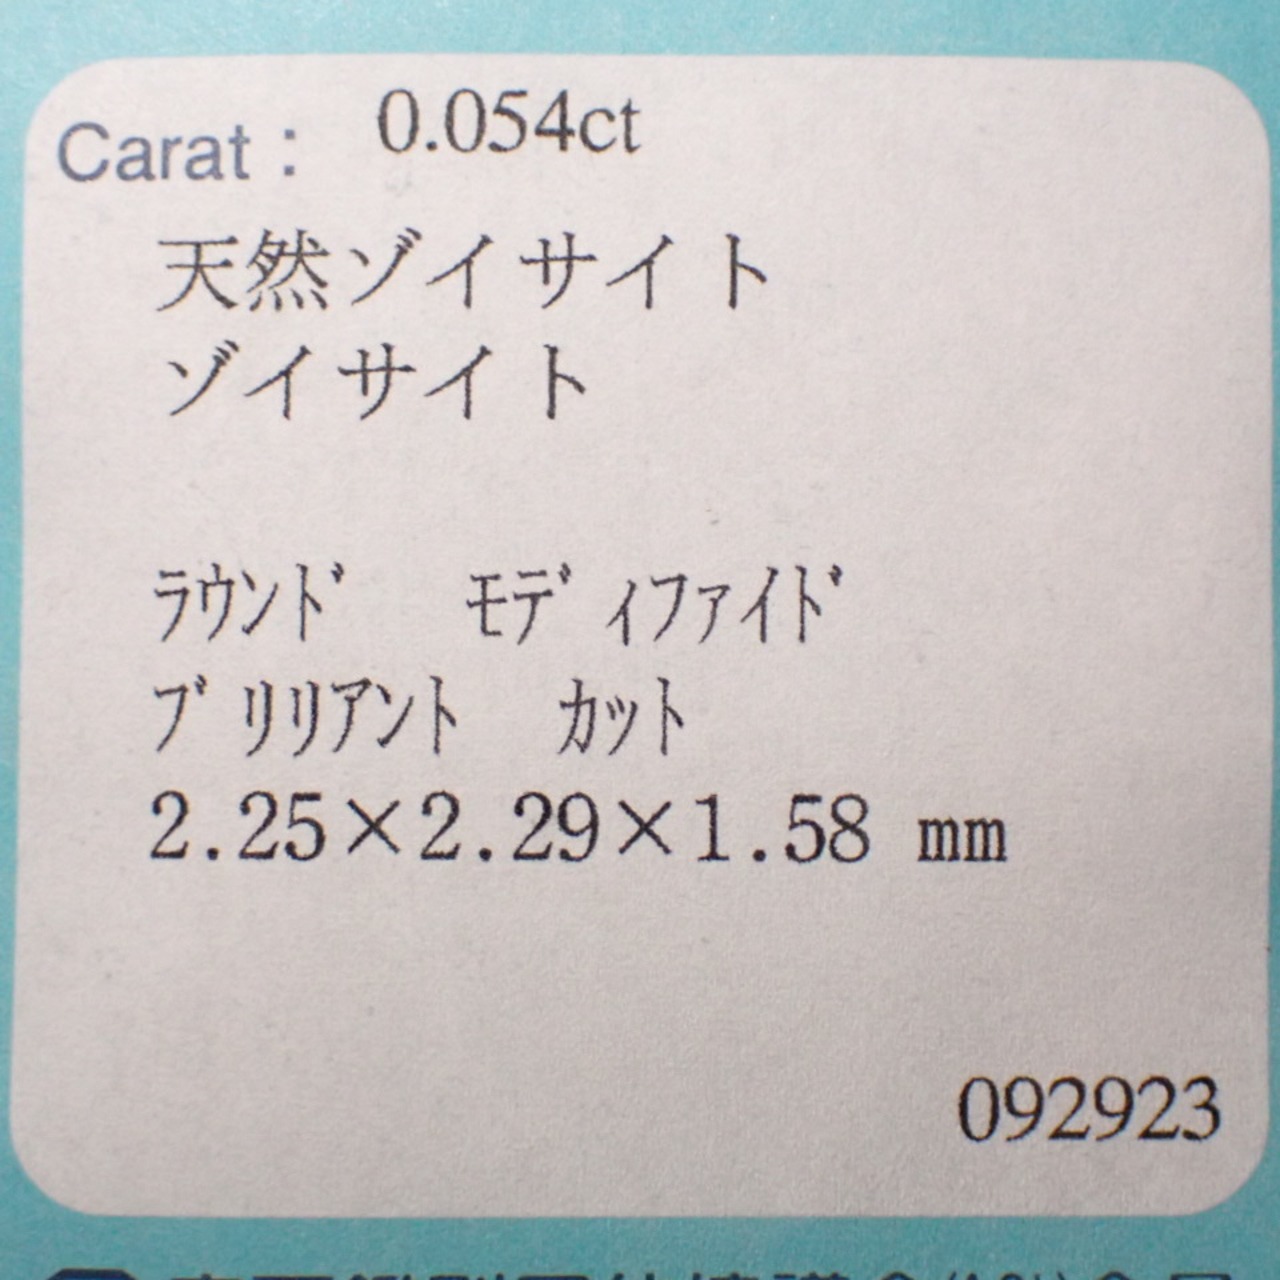 Carat : 0.054ct
天然ゾイサイト
ゾイサイト
ﾗｳﾝﾄﾞ ﾓﾃﾞｨﾌｧｲﾄﾞ
ﾌﾞﾘﾘｱﾝﾄ ｶｯﾄ
2.25×2.29×1.58 mm
092923